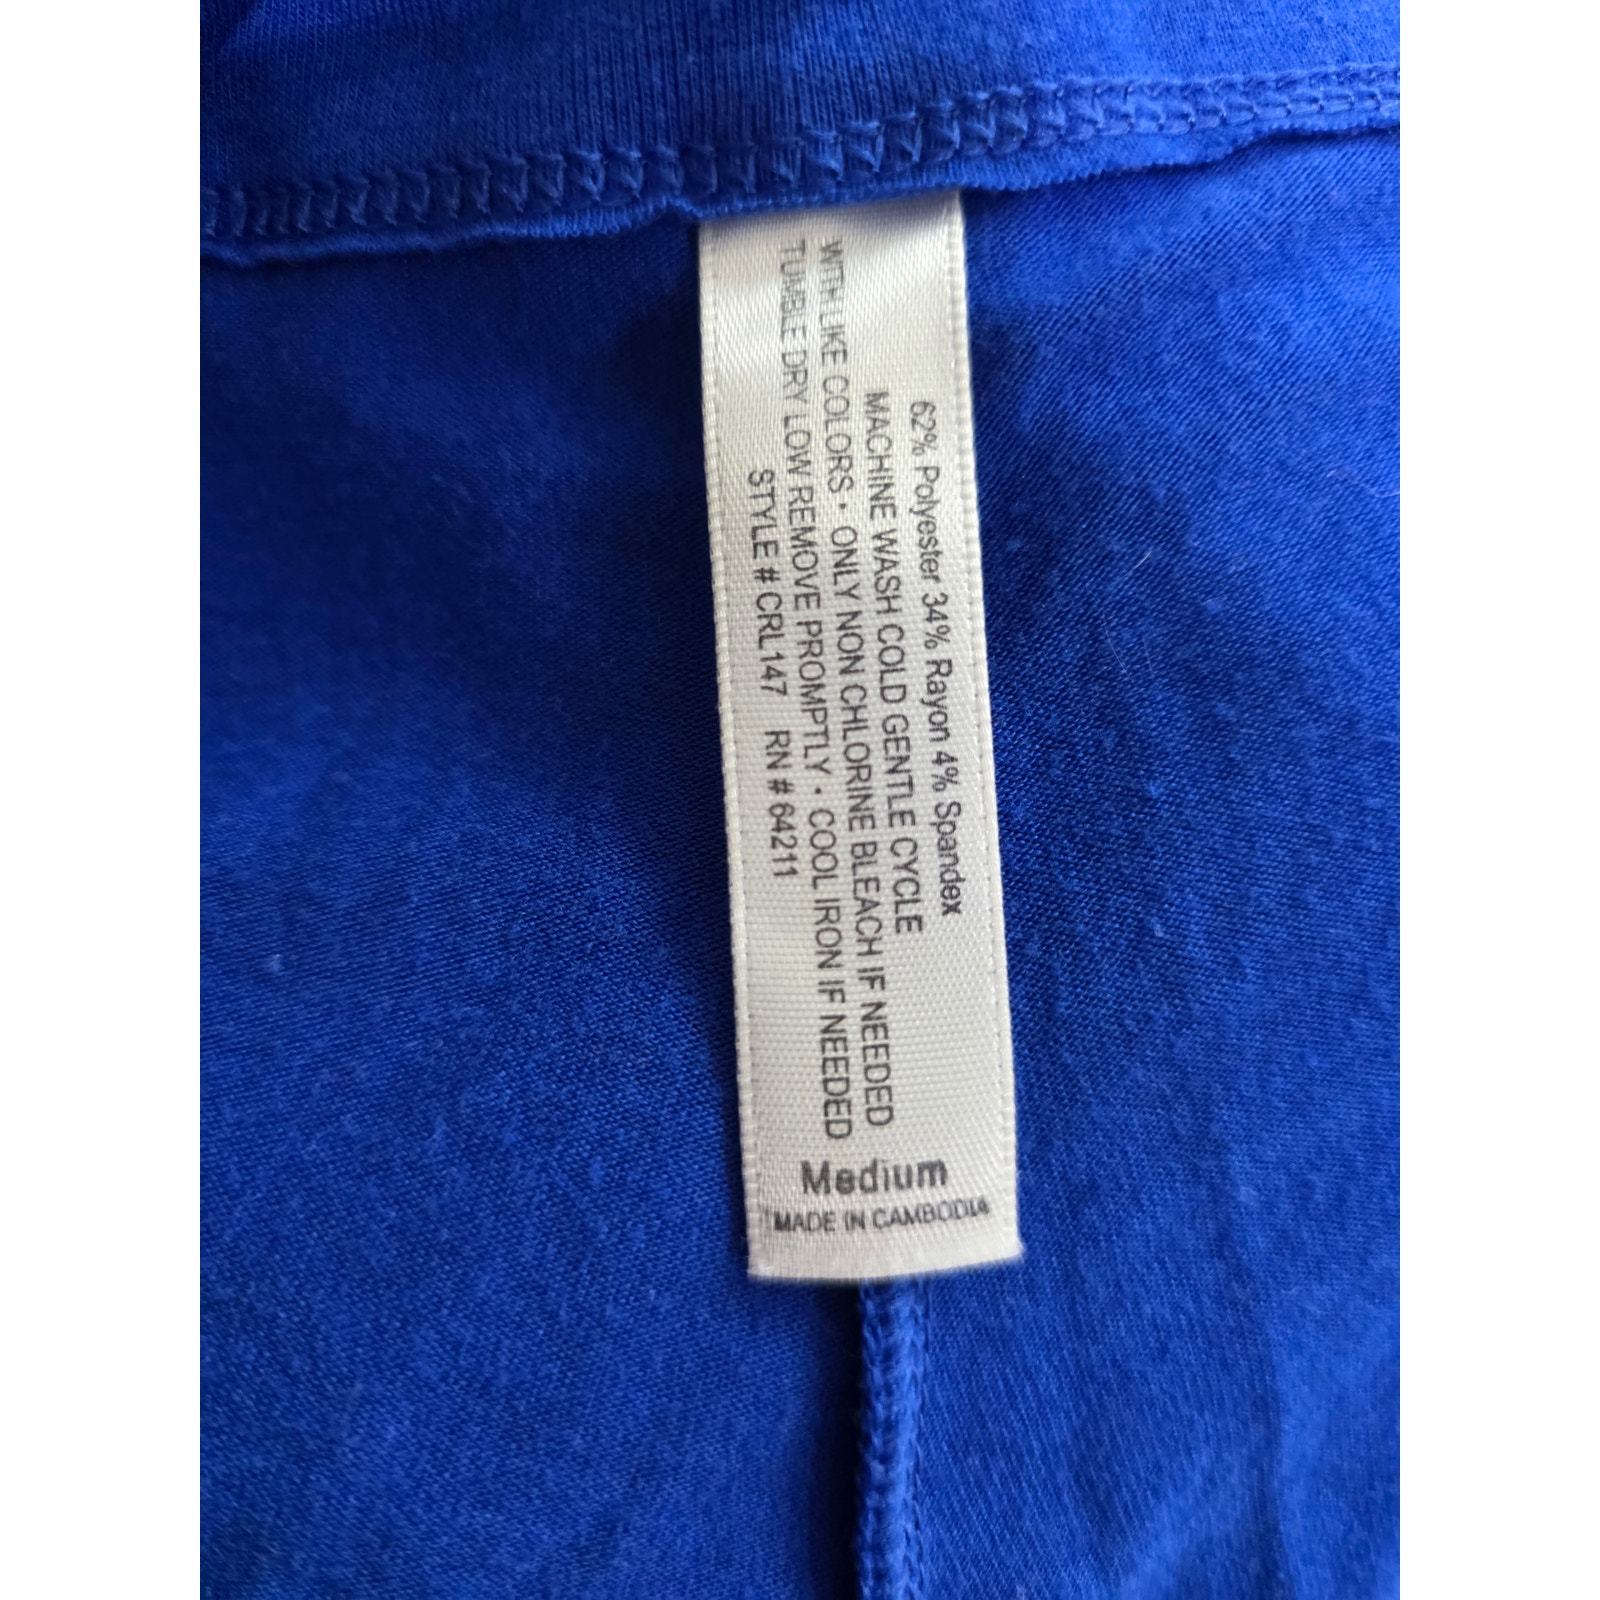 62% Polyester 34% Rayon 4% Spandex
MACHINE WASH COLD GENTLE CYCLE
WITH LIKE COLORS • ONLY NON CHLORINE BLEACH IF NEEDED
TUMBLE DRY LOW REMOVE PROMPTLY • COOL IRON IF NEEDED
STYLE # CRL147 RN # 64211
Medium
MADE IN CAMBODIA